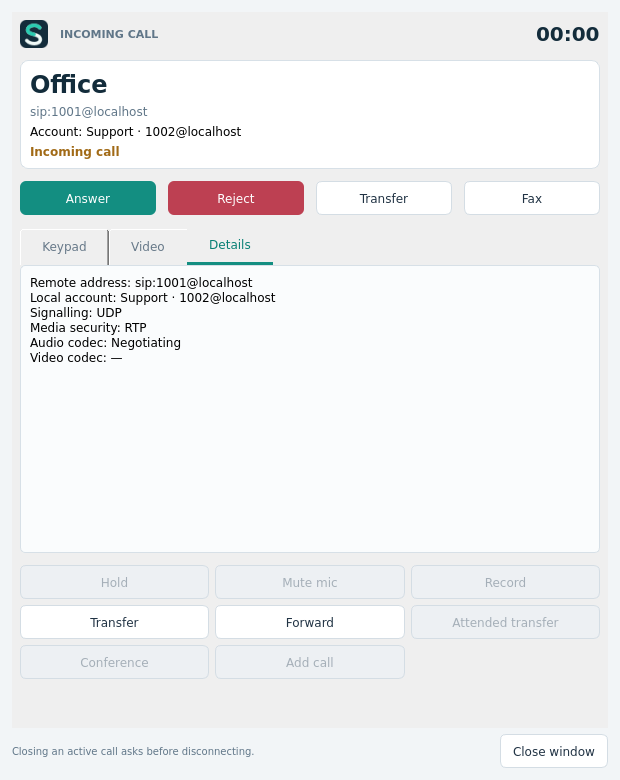 INCOMING CALL 00:00
Office
sip:1001@localhost
Account: Support · 1002@localhost
Incoming call
Answer Reject Transfer Fax
Keypad Video Details
Remote address: sip:1001@localhost
Local account: Support · 1002@localhost
Signalling: UDP
Media security: RTP
Audio codec: Negotiating
Video codec: —
Hold Mute mic Record
Transfer Forward Attended transfer
Conference Add call
Closing an active call asks before disconnecting. Close window